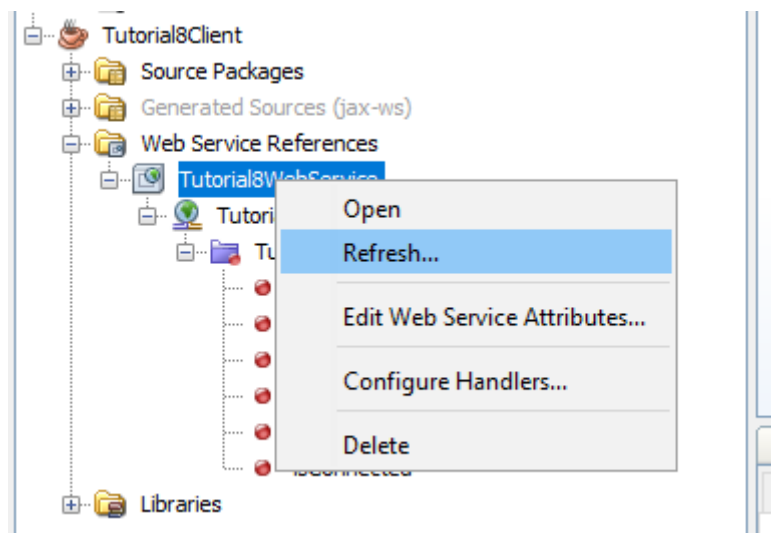 Tutorial8Client
Source Packages
Generated Sources (jax-ws)
Web Service References
Tutorial8WebService
Open
Refresh...
Edit Web Service Attributes...
Configure Handlers...
Delete
isConnected
Libraries